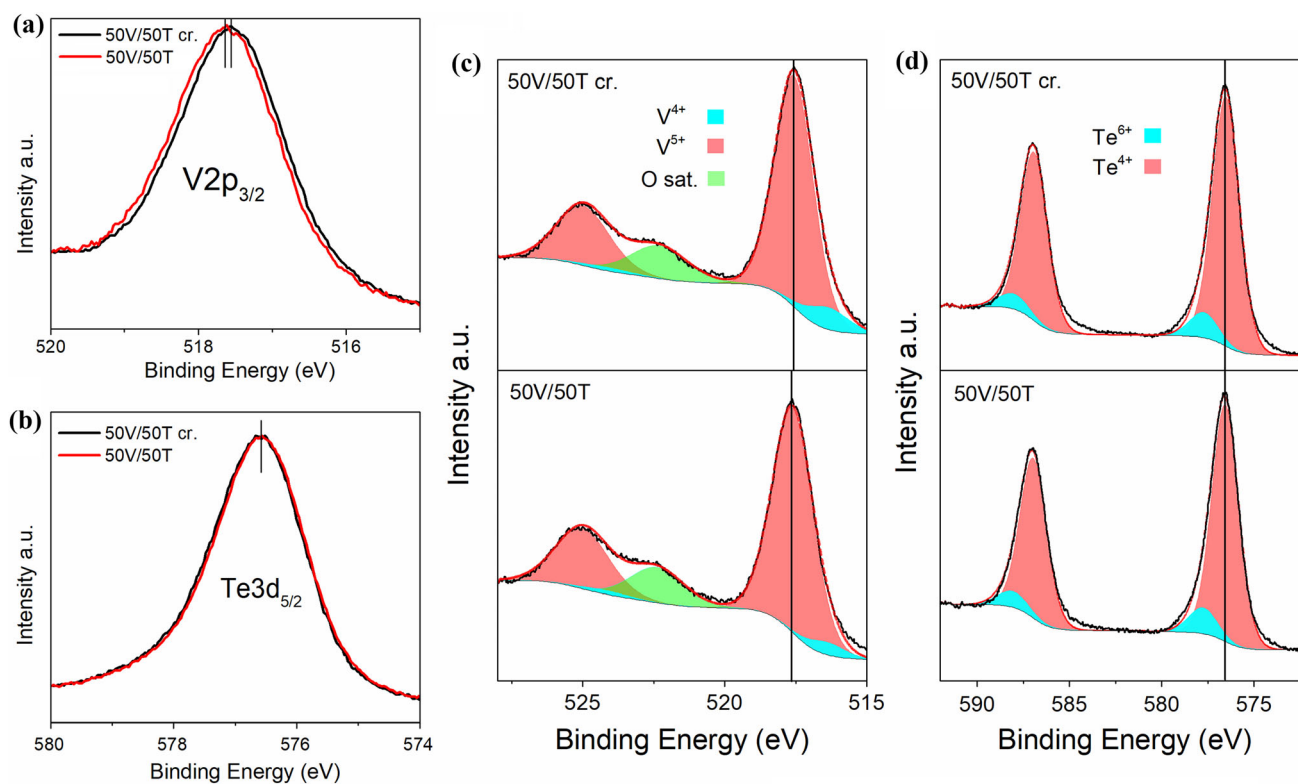 (a)
50V/50T cr.
50V/50T
V2p3/2
Intensity a.u.
520 518 516
Binding Energy (eV)
(b)
50V/50T cr.
50V/50T
Te3d5/2
Intensity a.u.
580 578 576 574
Binding Energy (eV)
(c)
50V/50T cr.
V4+
V5+
O sat.
50V/50T
Intensity a.u.
525 520 515
Binding Energy (eV)
(d)
50V/50T cr.
Te6+
Te4+
50V/50T
Intensity a.u.
590 585 580 575
Binding Energy (eV)